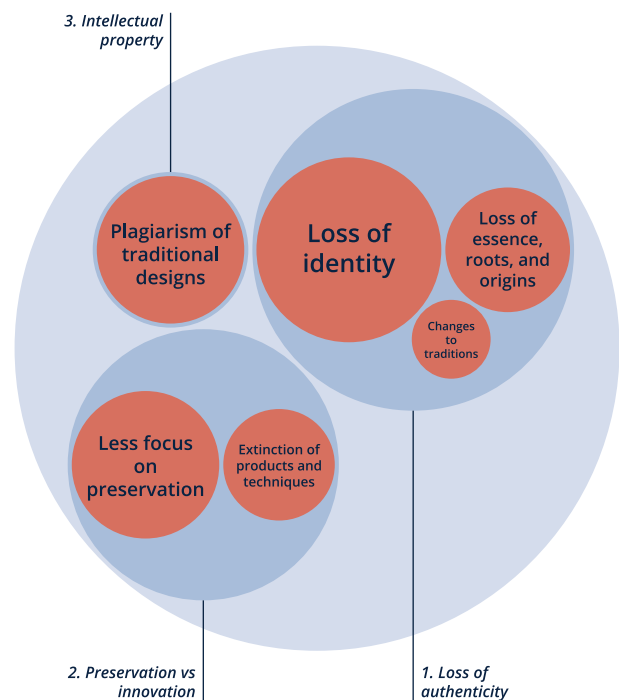 3. Intellectual
property
Plagiarism of
traditional
designs
Loss of
identity
Loss of
essence,
roots, and
origins
Changes
to
traditions
Less focus
on
preservation
Extinction of
products and
techniques
2. Preservation vs
innovation
1. Loss of
authenticity